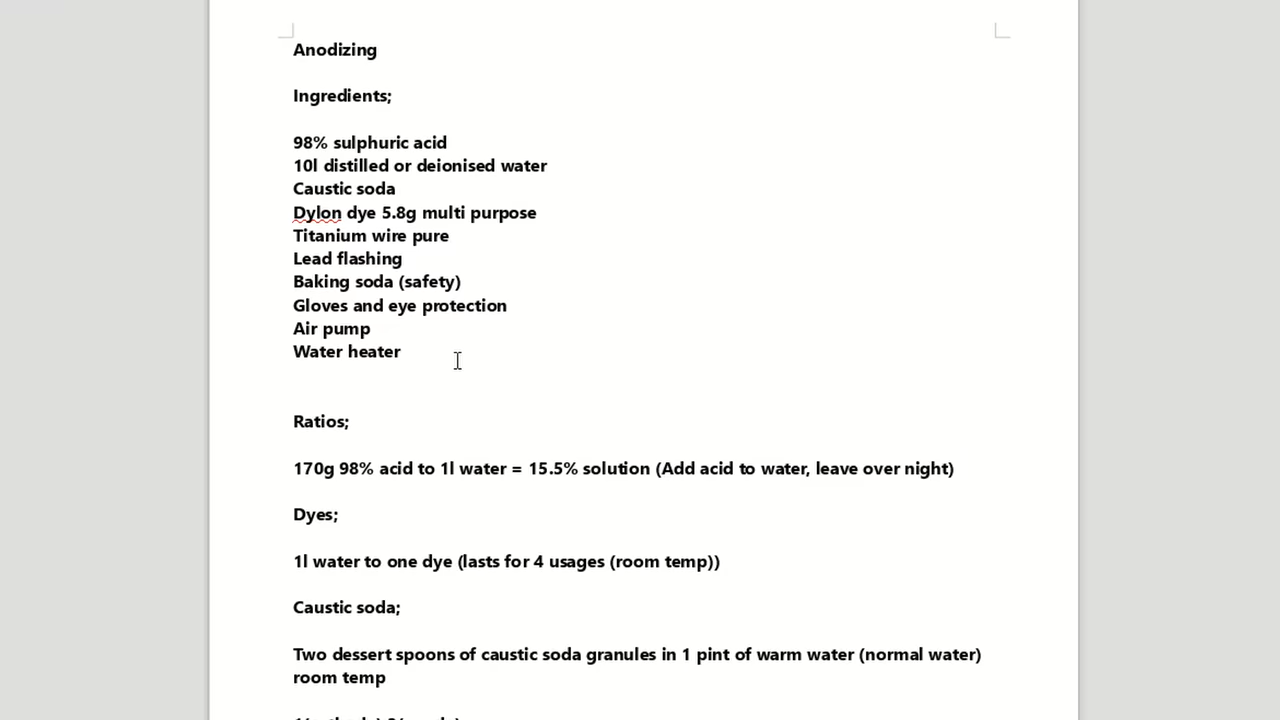 Anodizing
Ingredients;
98% sulphuric acid
10l distilled or deionised water
Caustic soda
Dylon dye 5.8g multi purpose
Titanium wire pure
Lead flashing
Baking soda (safety)
Gloves and eye protection
Air pump
Water heater
Ratios;
170g 98% acid to 1l water = 15.5% solution (Add acid to water, leave over night)
Dyes;
1l water to one dye (lasts for 4 usages (room temp))
Caustic soda;
Two dessert spoons of caustic soda granules in 1 pint of warm water (normal water)
room temp